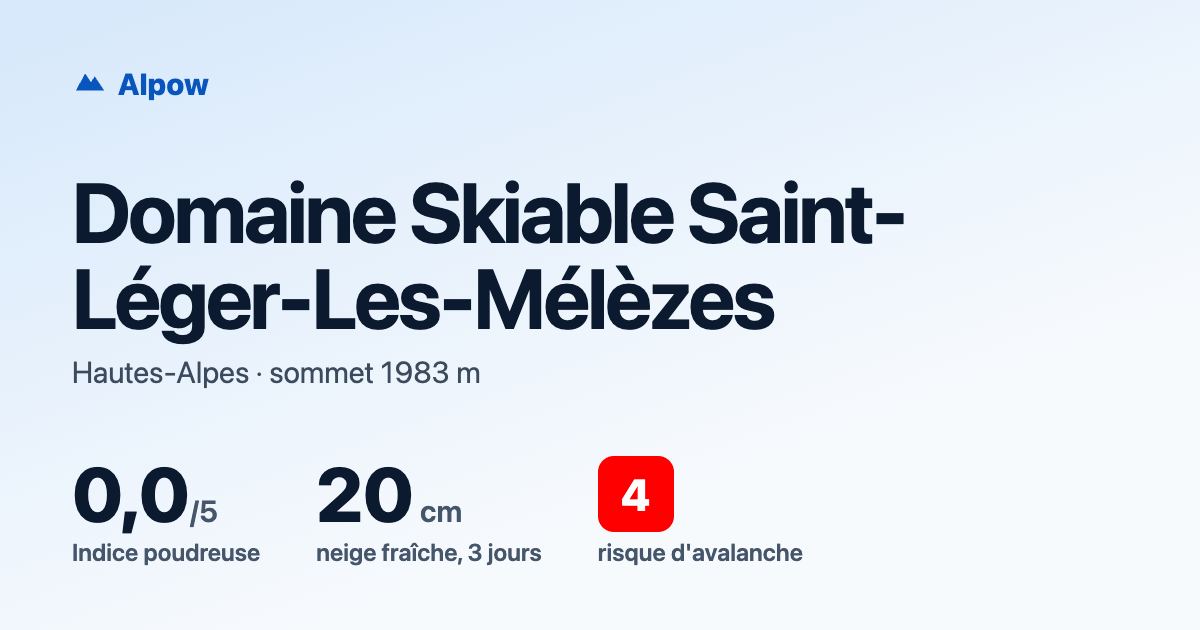 Alpow
Domaine Skiable Saint-
Léger-Les-Mélèzes
Hautes-Alpes · sommet 1983 m
0,0/5
Indice poudreuse
20 cm
neige fraîche, 3 jours
4
risque d'avalanche